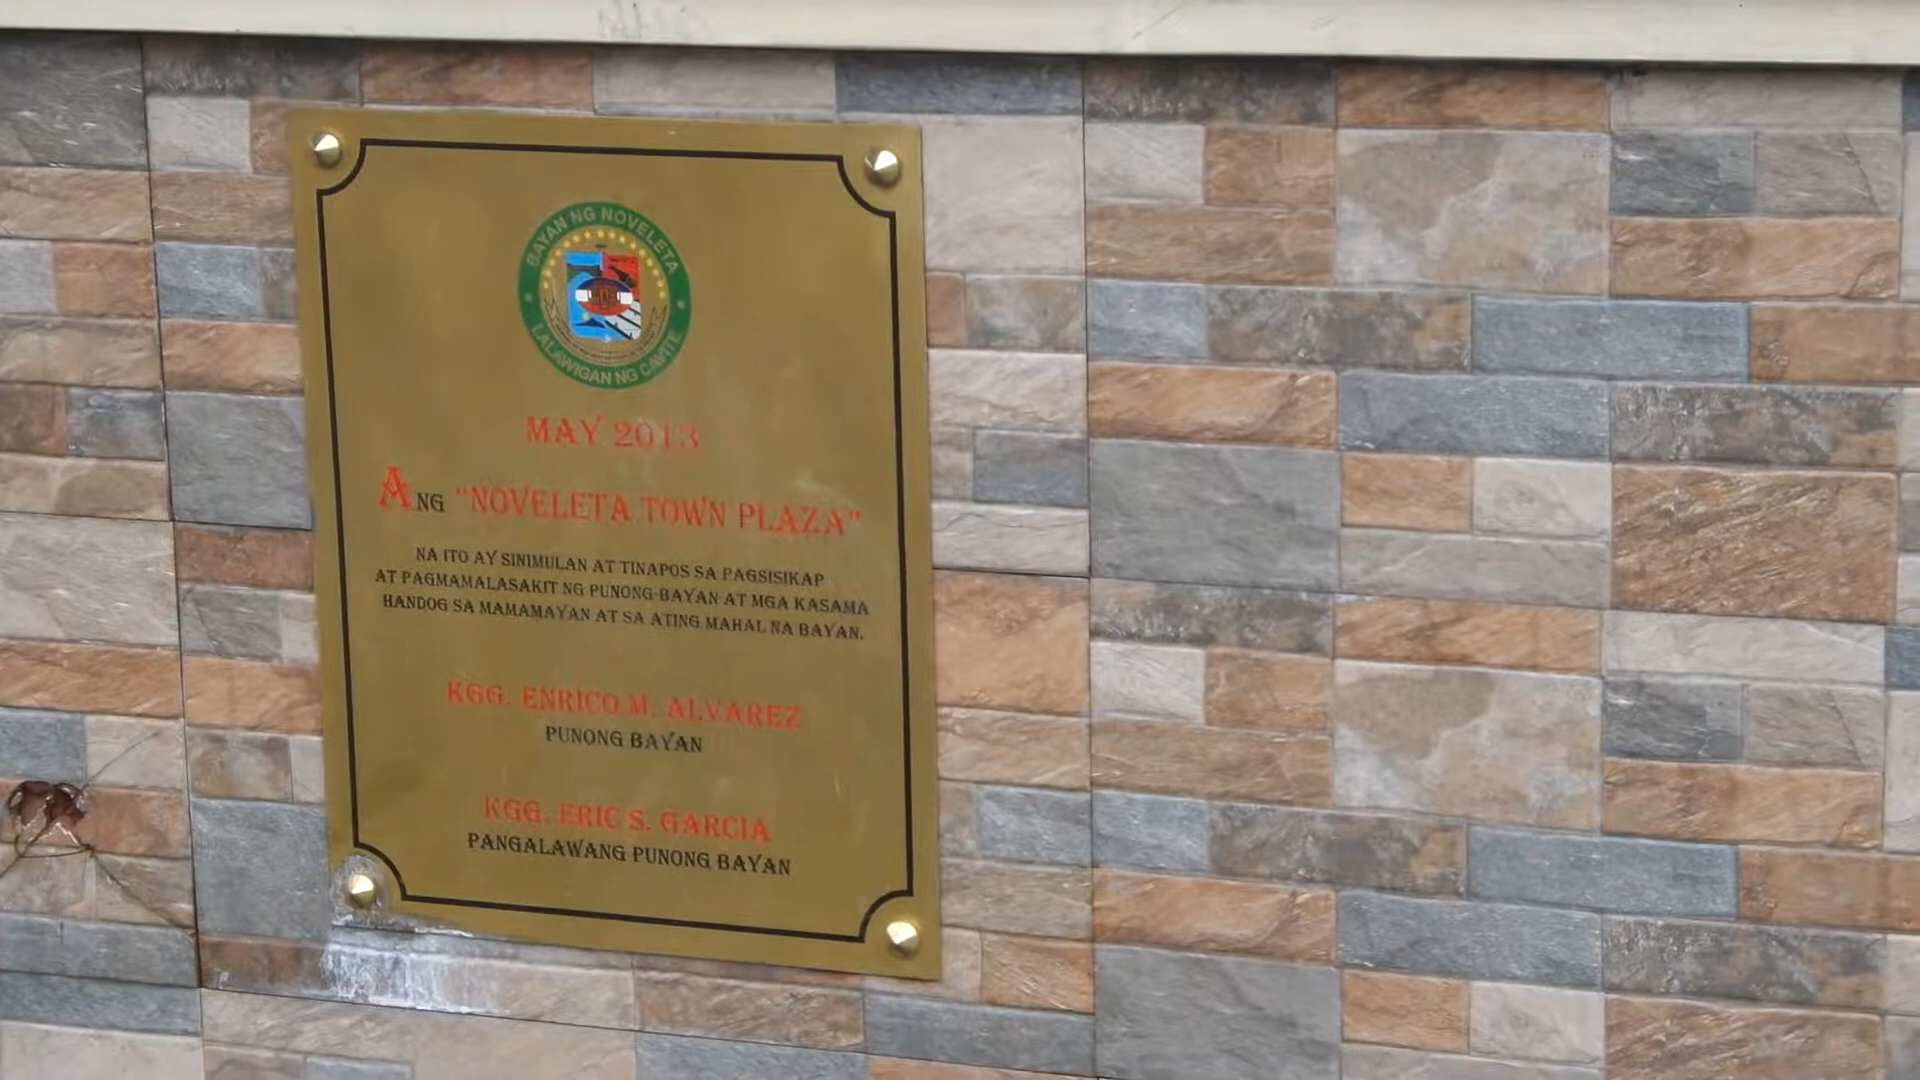 BAYAN NG NOVELETA
LALAWIGAN NG CAVITE
MAY 2013
ANG "NOVELETA TOWN PLAZA"
NA ITO AY SINIMULAN AT TINAPOS SA PAGSISIKAP
AT PAGMAMALASAKIT NG PUNONG-BAYAN AT MGA KASAMA
HANDOG SA MAMAMAYAN AT SA ATING MAHAL NA BAYAN.
KGG. ENRICO M. ALVAREZ
PUNONG BAYAN
KGG. ERIC S. GARCIA
PANGALAWANG PUNONG BAYAN